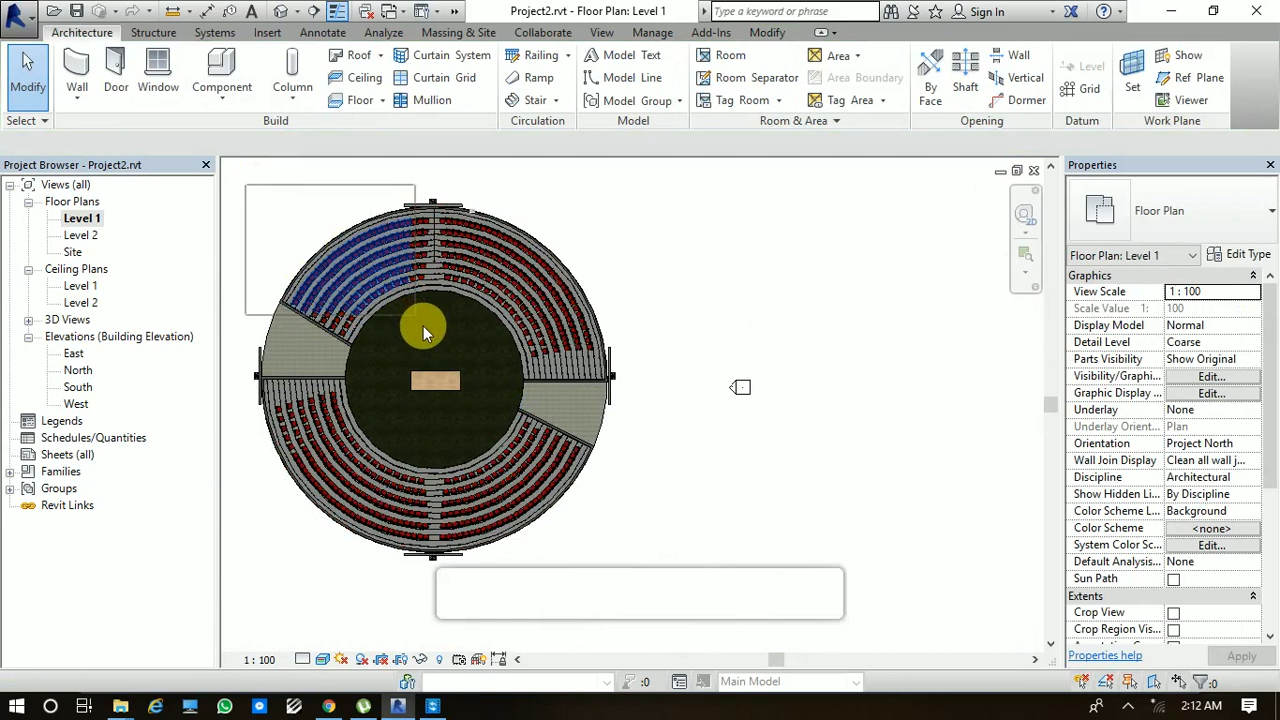 Project2.rvt - Floor Plan: Level 1
Type a keyword or phrase
Sign In
Architecture Structure Systems Insert Annotate Analyze Massing & Site Collaborate View Manage Add-Ins Modify
Modify Wall Door Window Component Column
Roof Curtain System Railing Model Text Room Area By Face Shaft Wall Level Set Show
Ceiling Curtain Grid Ramp Model Line Room Separator Area Boundary Vertical Grid Ref Plane
Floor Mullion Stair Model Group Tag Room Tag Area Dormer Viewer
Select Build Circulation Model Room & Area Opening Datum Work Plane
Project Browser - Project2.rvt
Views (all)
Floor Plans
Level 1
Level 2
Site
Ceiling Plans
Level 1
Level 2
3D Views
Elevations (Building Elevation)
East
North
South
West
Legends
Schedules/Quantities
Sheets (all)
Families
Groups
Revit Links
2D
Properties
Floor Plan
Floor Plan: Level 1 Edit Type
Graphics
View Scale 1 : 100
Scale Value 1: 100
Display Model Normal
Detail Level Coarse
Parts Visibility Show Original
Visibility/Graphi... Edit...
Graphic Display ... Edit...
Underlay None
Underlay Orient... Plan
Orientation Project North
Wall Join Display Clean all wall j...
Discipline Architectural
Show Hidden Li... By Discipline
Color Scheme L... Background
Color Scheme <none>
System Color Sc... Edit...
Default Analysis... None
Sun Path
Extents
Crop View
Crop Region Vis...
Properties help Apply
1 : 100
:0 Main Model :0
2:12 AM